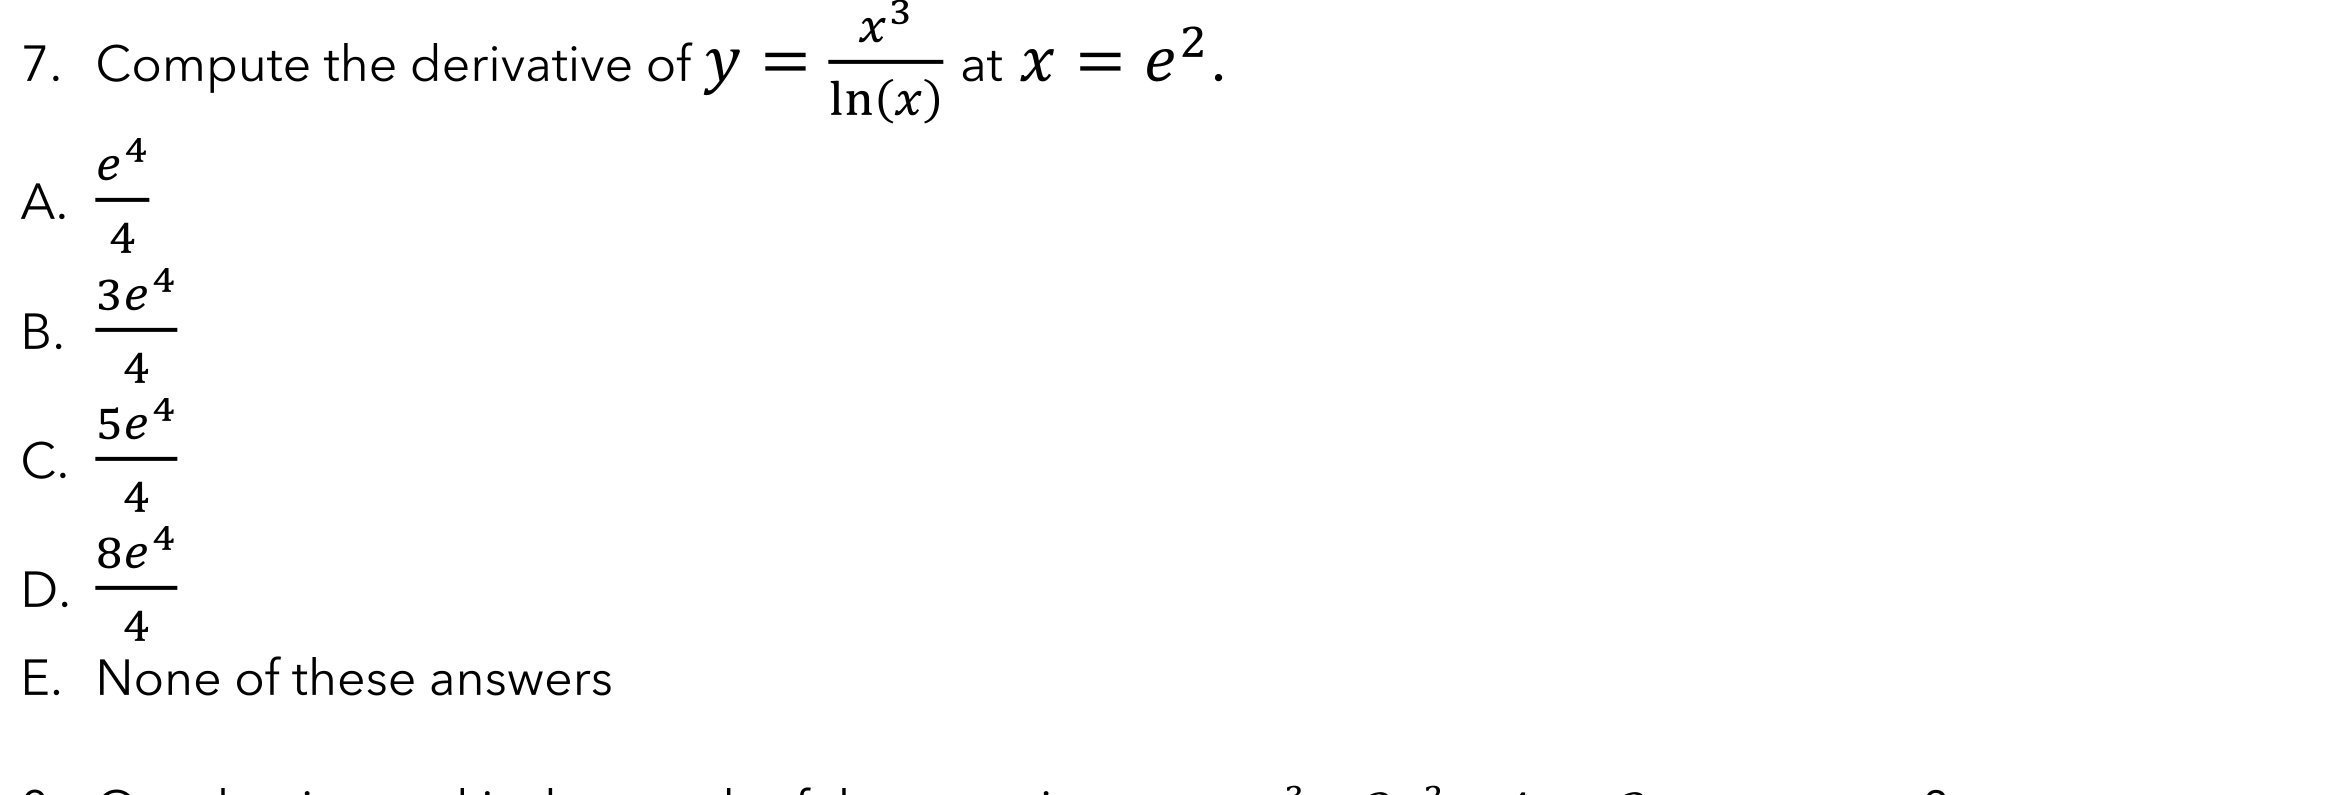 7. Compute the derivative of y = x³/ln(x) at x = e².
A. e⁴/4
B. 3e⁴/4
C. 5e⁴/4
D. 8e⁴/4
E. None of these answers